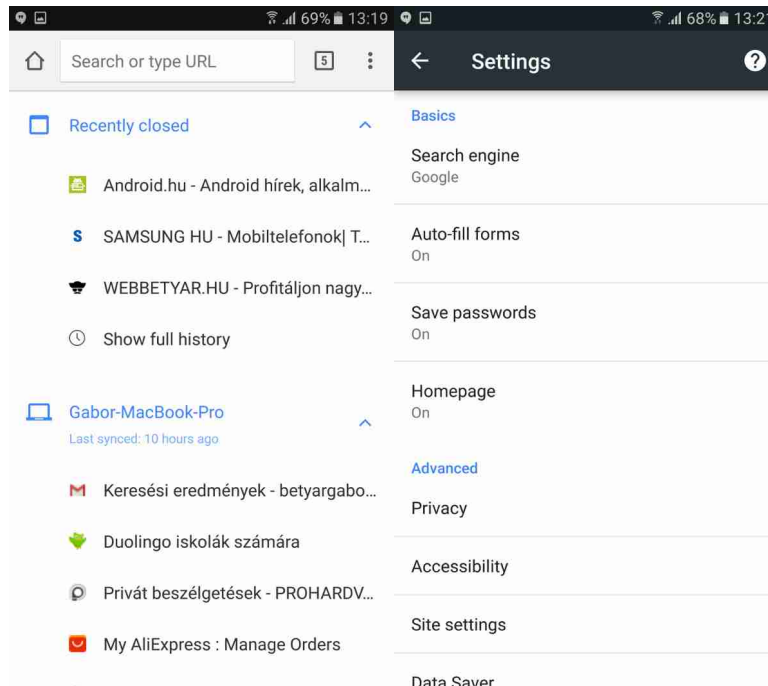 69% 13:19
Search or type URL
5
Recently closed
Android.hu - Android hírek, alkalm...
SAMSUNG HU - Mobiltelefonok| T...
WEBBETYAR.HU - Profitáljon nagy...
Show full history
Gabor-MacBook-Pro
Last synced: 10 hours ago
Keresési eredmények - betyargabo...
Duolingo iskolák számára
Privát beszélgetések - PROHARDV...
My AliExpress : Manage Orders
68% 13:21
Settings
Basics
Search engine
Google
Auto-fill forms
On
Save passwords
On
Homepage
On
Advanced
Privacy
Accessibility
Site settings
Data Saver